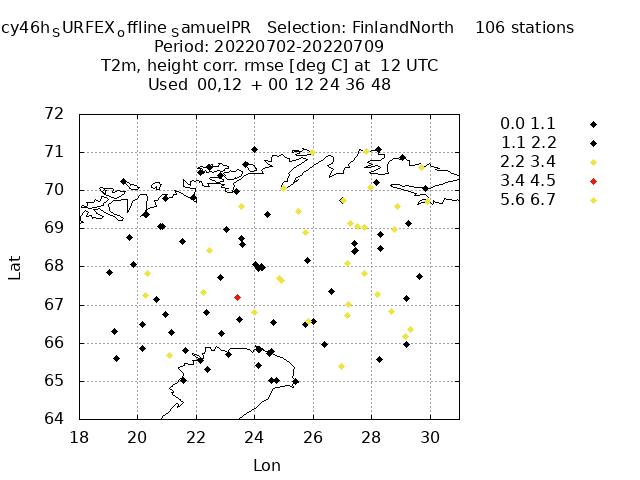 cy46h_SURFEX_offline_SamuelPR   Selection: FinlandNorth    106 stations
Period: 20220702-20220709
T2m, height corr. rmse [deg C] at  12 UTC
Used  00,12  + 00 12 24 36 48
72
71
70
69
68
67
66
65
64
18 20 22 24 26 28 30
Lat
Lon
0.0 1.1
1.1 2.2
2.2 3.4
3.4 4.5
5.6 6.7